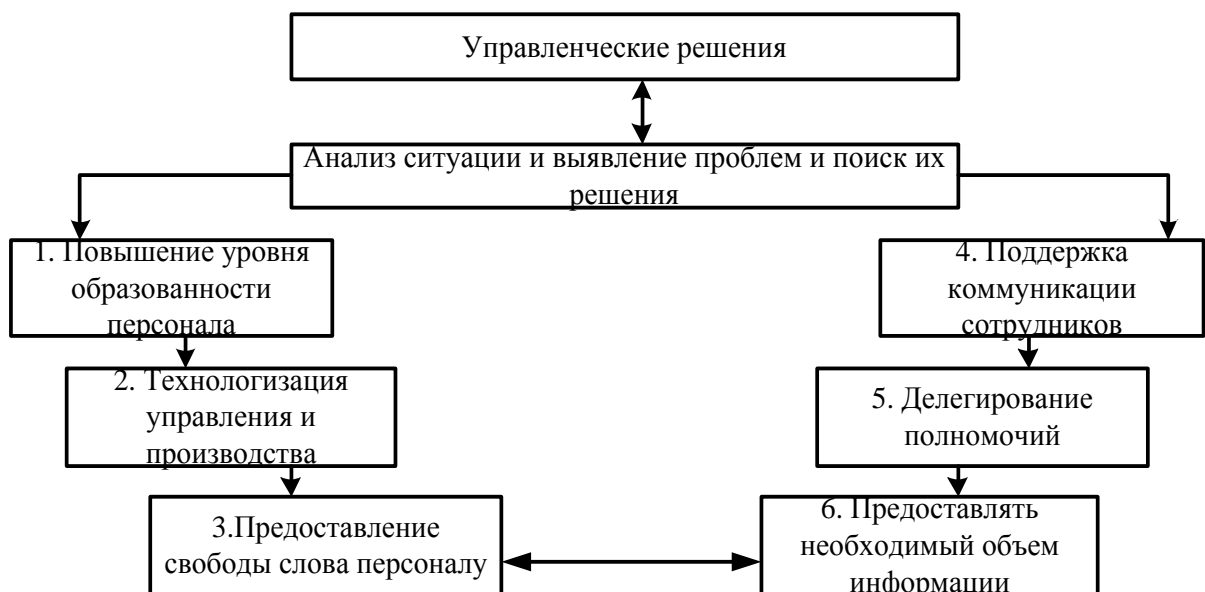 Управленческие решения
Анализ ситуации и выявление проблем и поиск их
решения
1. Повышение уровня
образованности
персонала
4. Поддержка
коммуникации
сотрудников
2. Технологизация
управления и
производства
5. Делегирование
полномочий
3.Предоставление
свободы слова персоналу
6. Предоставлять
необходимый объем
информации